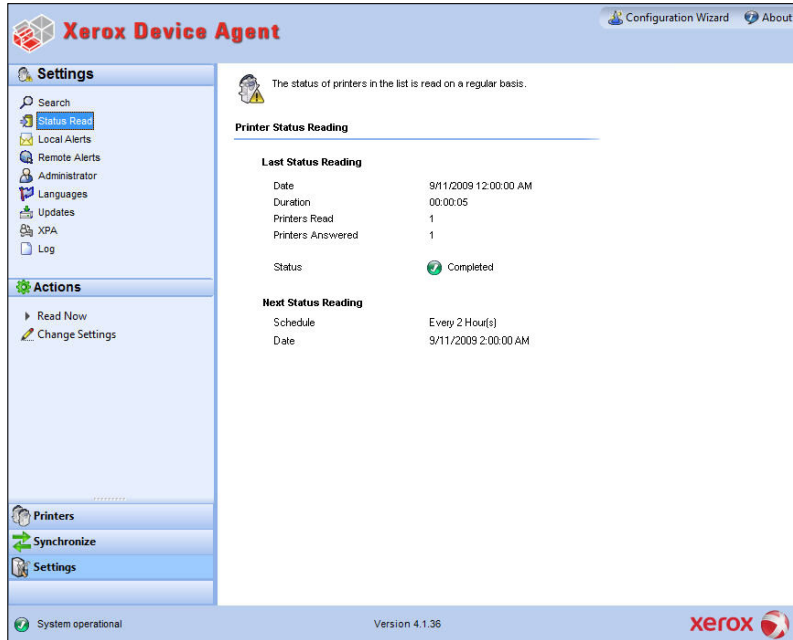 Xerox Device Agent
Configuration Wizard
About
Settings
Search
Status Read
Local Alerts
Remote Alerts
Administrator
Languages
Updates
XPA
Log
Actions
Read Now
Change Settings
Printers
Synchronize
Settings
The status of printers in the list is read on a regular basis.
Printer Status Reading
Last Status Reading
Date 9/11/2009 12:00:00 AM
Duration 00:00:05
Printers Read 1
Printers Answered 1
Status Completed
Next Status Reading
Schedule Every 2 Hour(s)
Date 9/11/2009 2:00:00 AM
System operational
Version 4.1.36
xerox